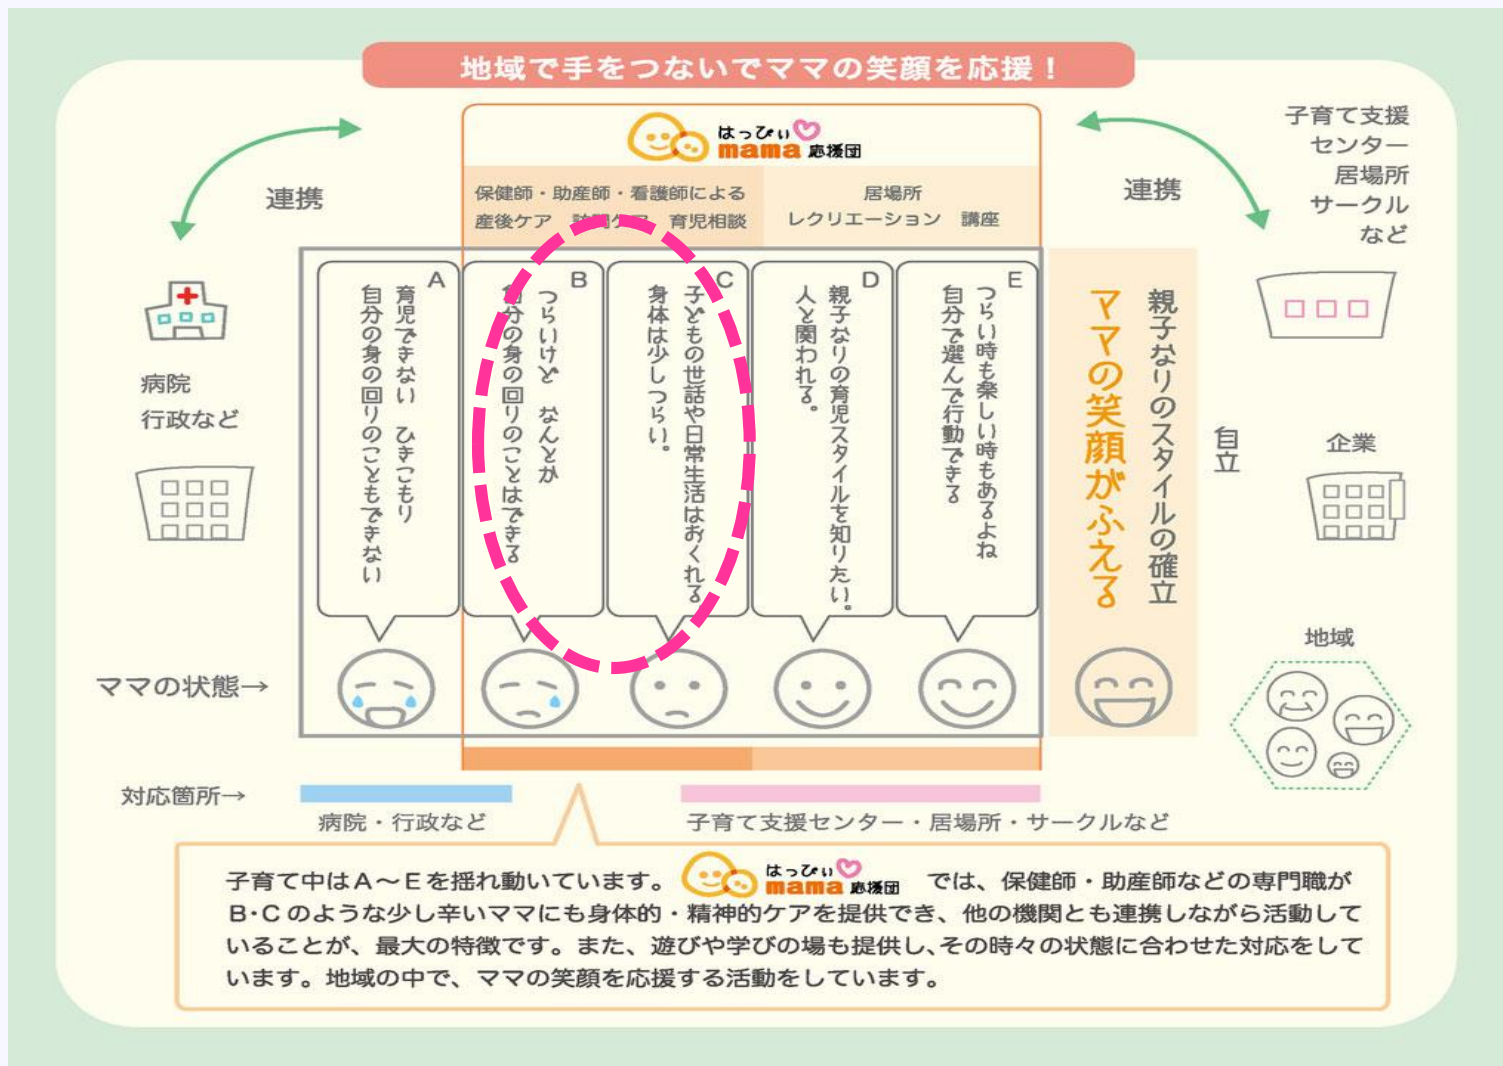 地域で手をつないでママの笑顔を応援！
はっぴぃ
mama 応援団
保健師・助産師・看護師による
産後ケア 訪問ケア 育児相談
居場所
レクリエーション 講座
連携
連携
子育て支援
センター
居場所
サークル
など
病院
行政など
A
育児できない ひきこもり
自分の身の回りのこともできない
B
つらいけど なんとか
自分の身の回りのことはできる
C
子どもの世話や日常生活はおくれる。
身体は少しつらい。
D
親子なりの育児スタイルを知りたい。
人と関われる。
E
つらい時も楽しい時もあるよね
自分で選んで行動できる
親子なりのスタイルの確立
ママの笑顔がふえる
自立
企業
地域
ママの状態→
対応箇所→
病院・行政など
子育て支援センター・居場所・サークルなど
子育て中はA～Eを揺れ動いています。 はっぴぃmama応援団 では、保健師・助産師などの専門職が
B・Cのような少し辛いママにも身体的・精神的ケアを提供でき、他の機関とも連携しながら活動して
いることが、最大の特徴です。また、遊びや学びの場も提供し、その時々の状態に合わせた対応をして
います。地域の中で、ママの笑顔を応援する活動をしています。